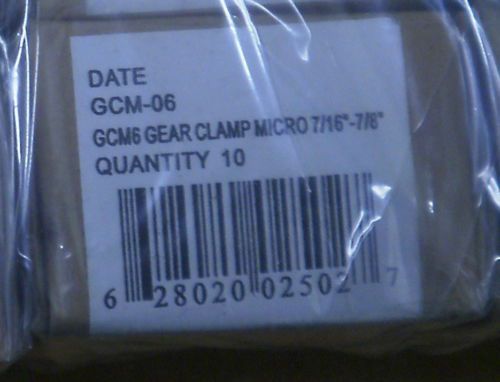 DATE
GCM-06
GCM6 GEAR CLAMP MICRO 7/16"-7/8"
QUANTITY 10
6 28020 02502 7